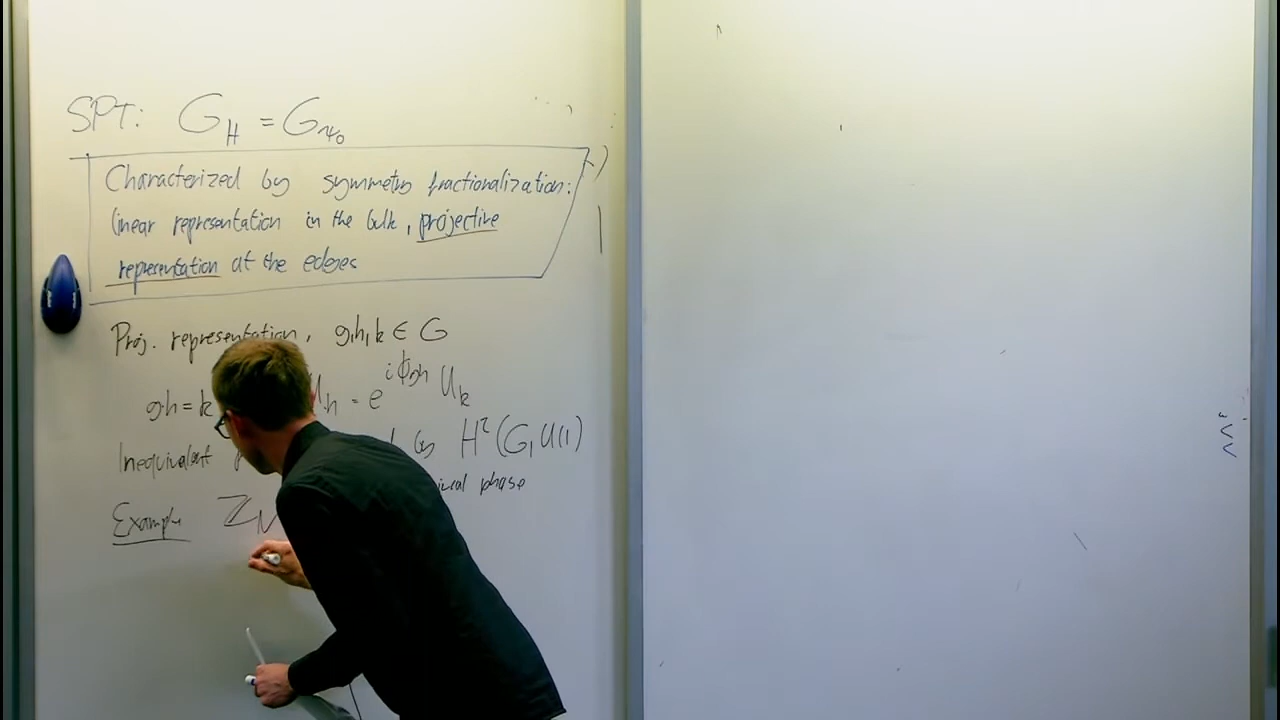 SPT: G_H = G_ψ₀
Characterized by symmetry fractionalization:
linear representation in the bulk, projective
representation at the edges
Proj. representation, g,h,k ∈ G
g·h = k U_h = e^{iϕ_gh} U_k
Inequivalent by H²(G, U(1))
phase
Example Z_N